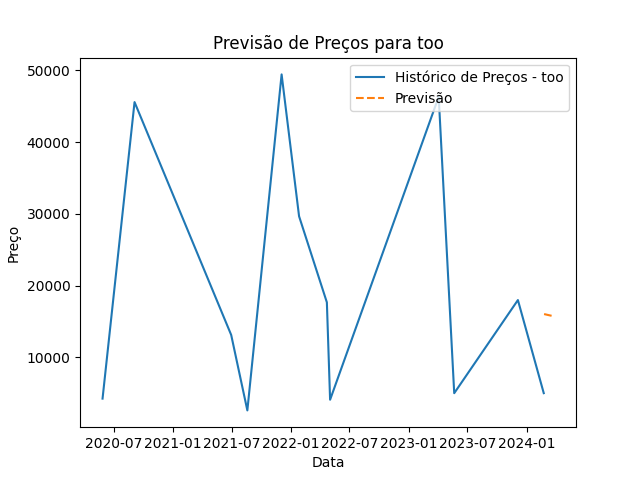 Previsão de Preços para too
Histórico de Preços - too
Previsão
50000
40000
30000
20000
10000
Preço
2020-07 2021-01 2021-07 2022-01 2022-07 2023-01 2023-07 2024-01
Data